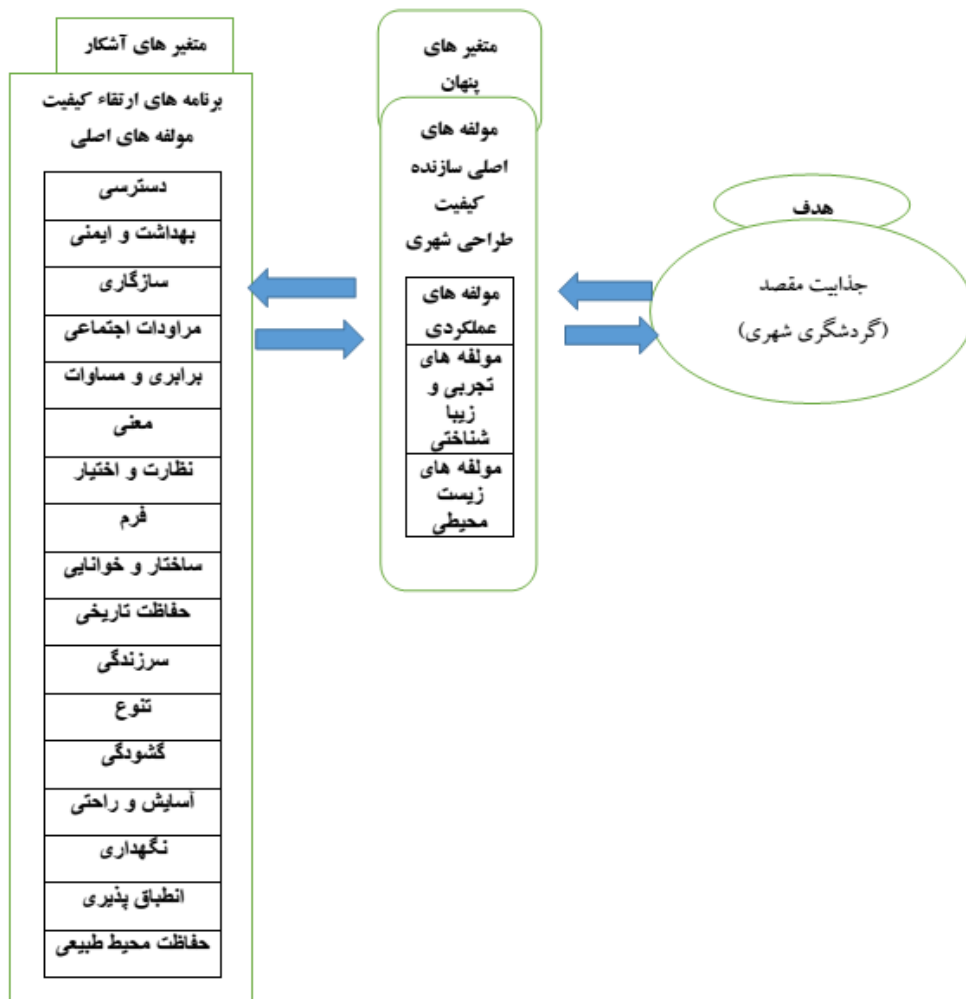 هدف
جذابیت مقصد
(گردشگری شهری)
متغیر های
پنهان
مولفه های
اصلی سازنده
کیفیت
طراحی شهری
مولفه های
عملکردی
مولفه های
تجربی و
زیبا
شناختی
مولفه های
زیست
محیطی
متغیر های آشکار
برنامه های ارتقاء کیفیت
مولفه های اصلی
دسترسی
بهداشت و ایمنی
سازگاری
مراودات اجتماعی
برابری و مساوات
معنی
نظارت و اختیار
فرم
ساختار و خوانایی
حفاظت تاریخی
سرزندگی
تنوع
گشودگی
آسایش و راحتی
نگهداری
انطباق پذیری
حفاظت محیط طبیعی